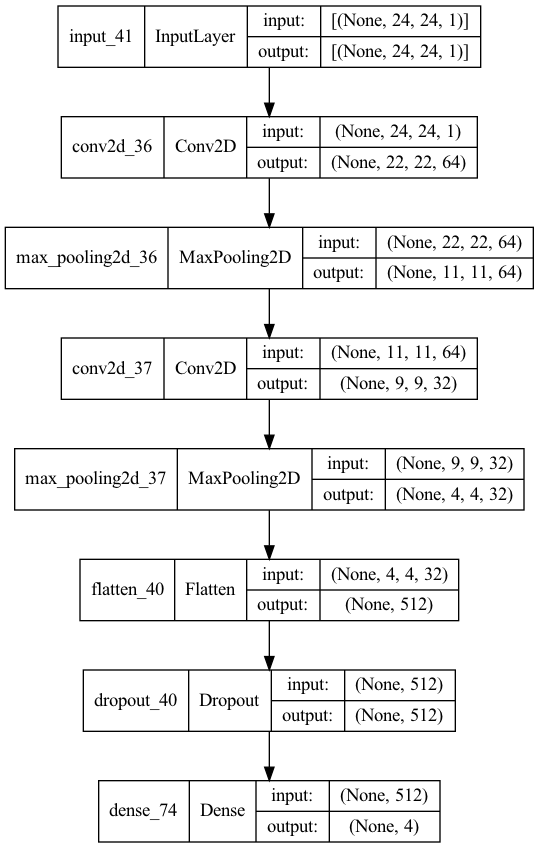 input_41 InputLayer input: [(None, 24, 24, 1)]
output: [(None, 24, 24, 1)]
conv2d_36 Conv2D input: (None, 24, 24, 1)
output: (None, 22, 22, 64)
max_pooling2d_36 MaxPooling2D input: (None, 22, 22, 64)
output: (None, 11, 11, 64)
conv2d_37 Conv2D input: (None, 11, 11, 64)
output: (None, 9, 9, 32)
max_pooling2d_37 MaxPooling2D input: (None, 9, 9, 32)
output: (None, 4, 4, 32)
flatten_40 Flatten input: (None, 4, 4, 32)
output: (None, 512)
dropout_40 Dropout input: (None, 512)
output: (None, 512)
dense_74 Dense input: (None, 512)
output: (None, 4)